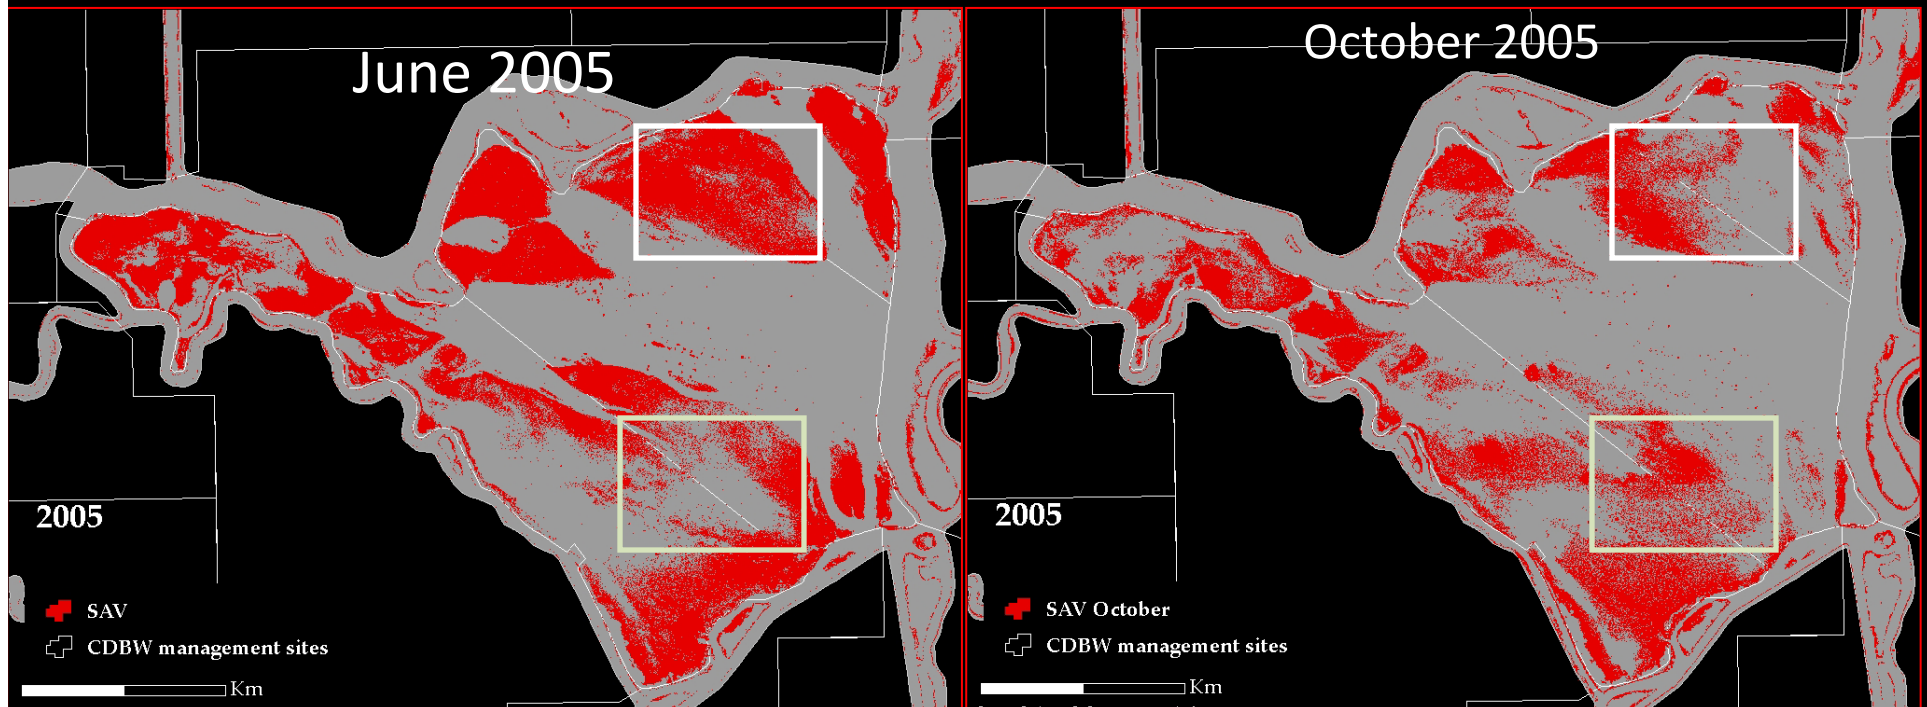 June 2005
2005
SAV
CDBW management sites
Km
October 2005
2005
SAV October
CDBW management sites
Km